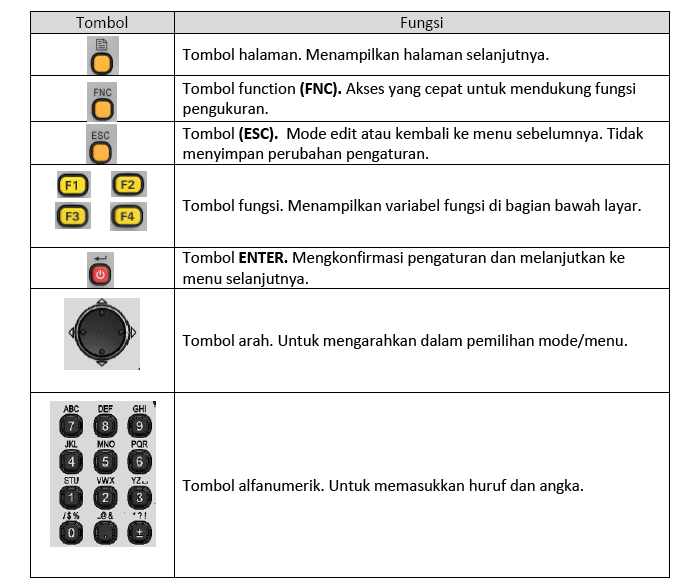 Tombol Fungsi
Tombol halaman. Menampilkan halaman selanjutnya.
FNC
Tombol function (FNC). Akses yang cepat untuk mendukung fungsi
pengukuran.
ESC
Tombol (ESC).  Mode edit atau kembali ke menu sebelumnya. Tidak
menyimpan perubahan pengaturan.
F1 F2
F3 F4
Tombol fungsi. Menampilkan variabel fungsi di bagian bawah layar.
Tombol ENTER. Mengkonfirmasi pengaturan dan melanjutkan ke
menu selanjutnya.
Tombol arah. Untuk mengarahkan dalam pemilihan mode/menu.
ABC DEF GHI
7 8 9
JKL MNO PQR
4 5 6
STU VWX YZ␣
1 2 3
/$% _@& *?!
0 . ±
Tombol alfanumerik. Untuk memasukkan huruf dan angka.